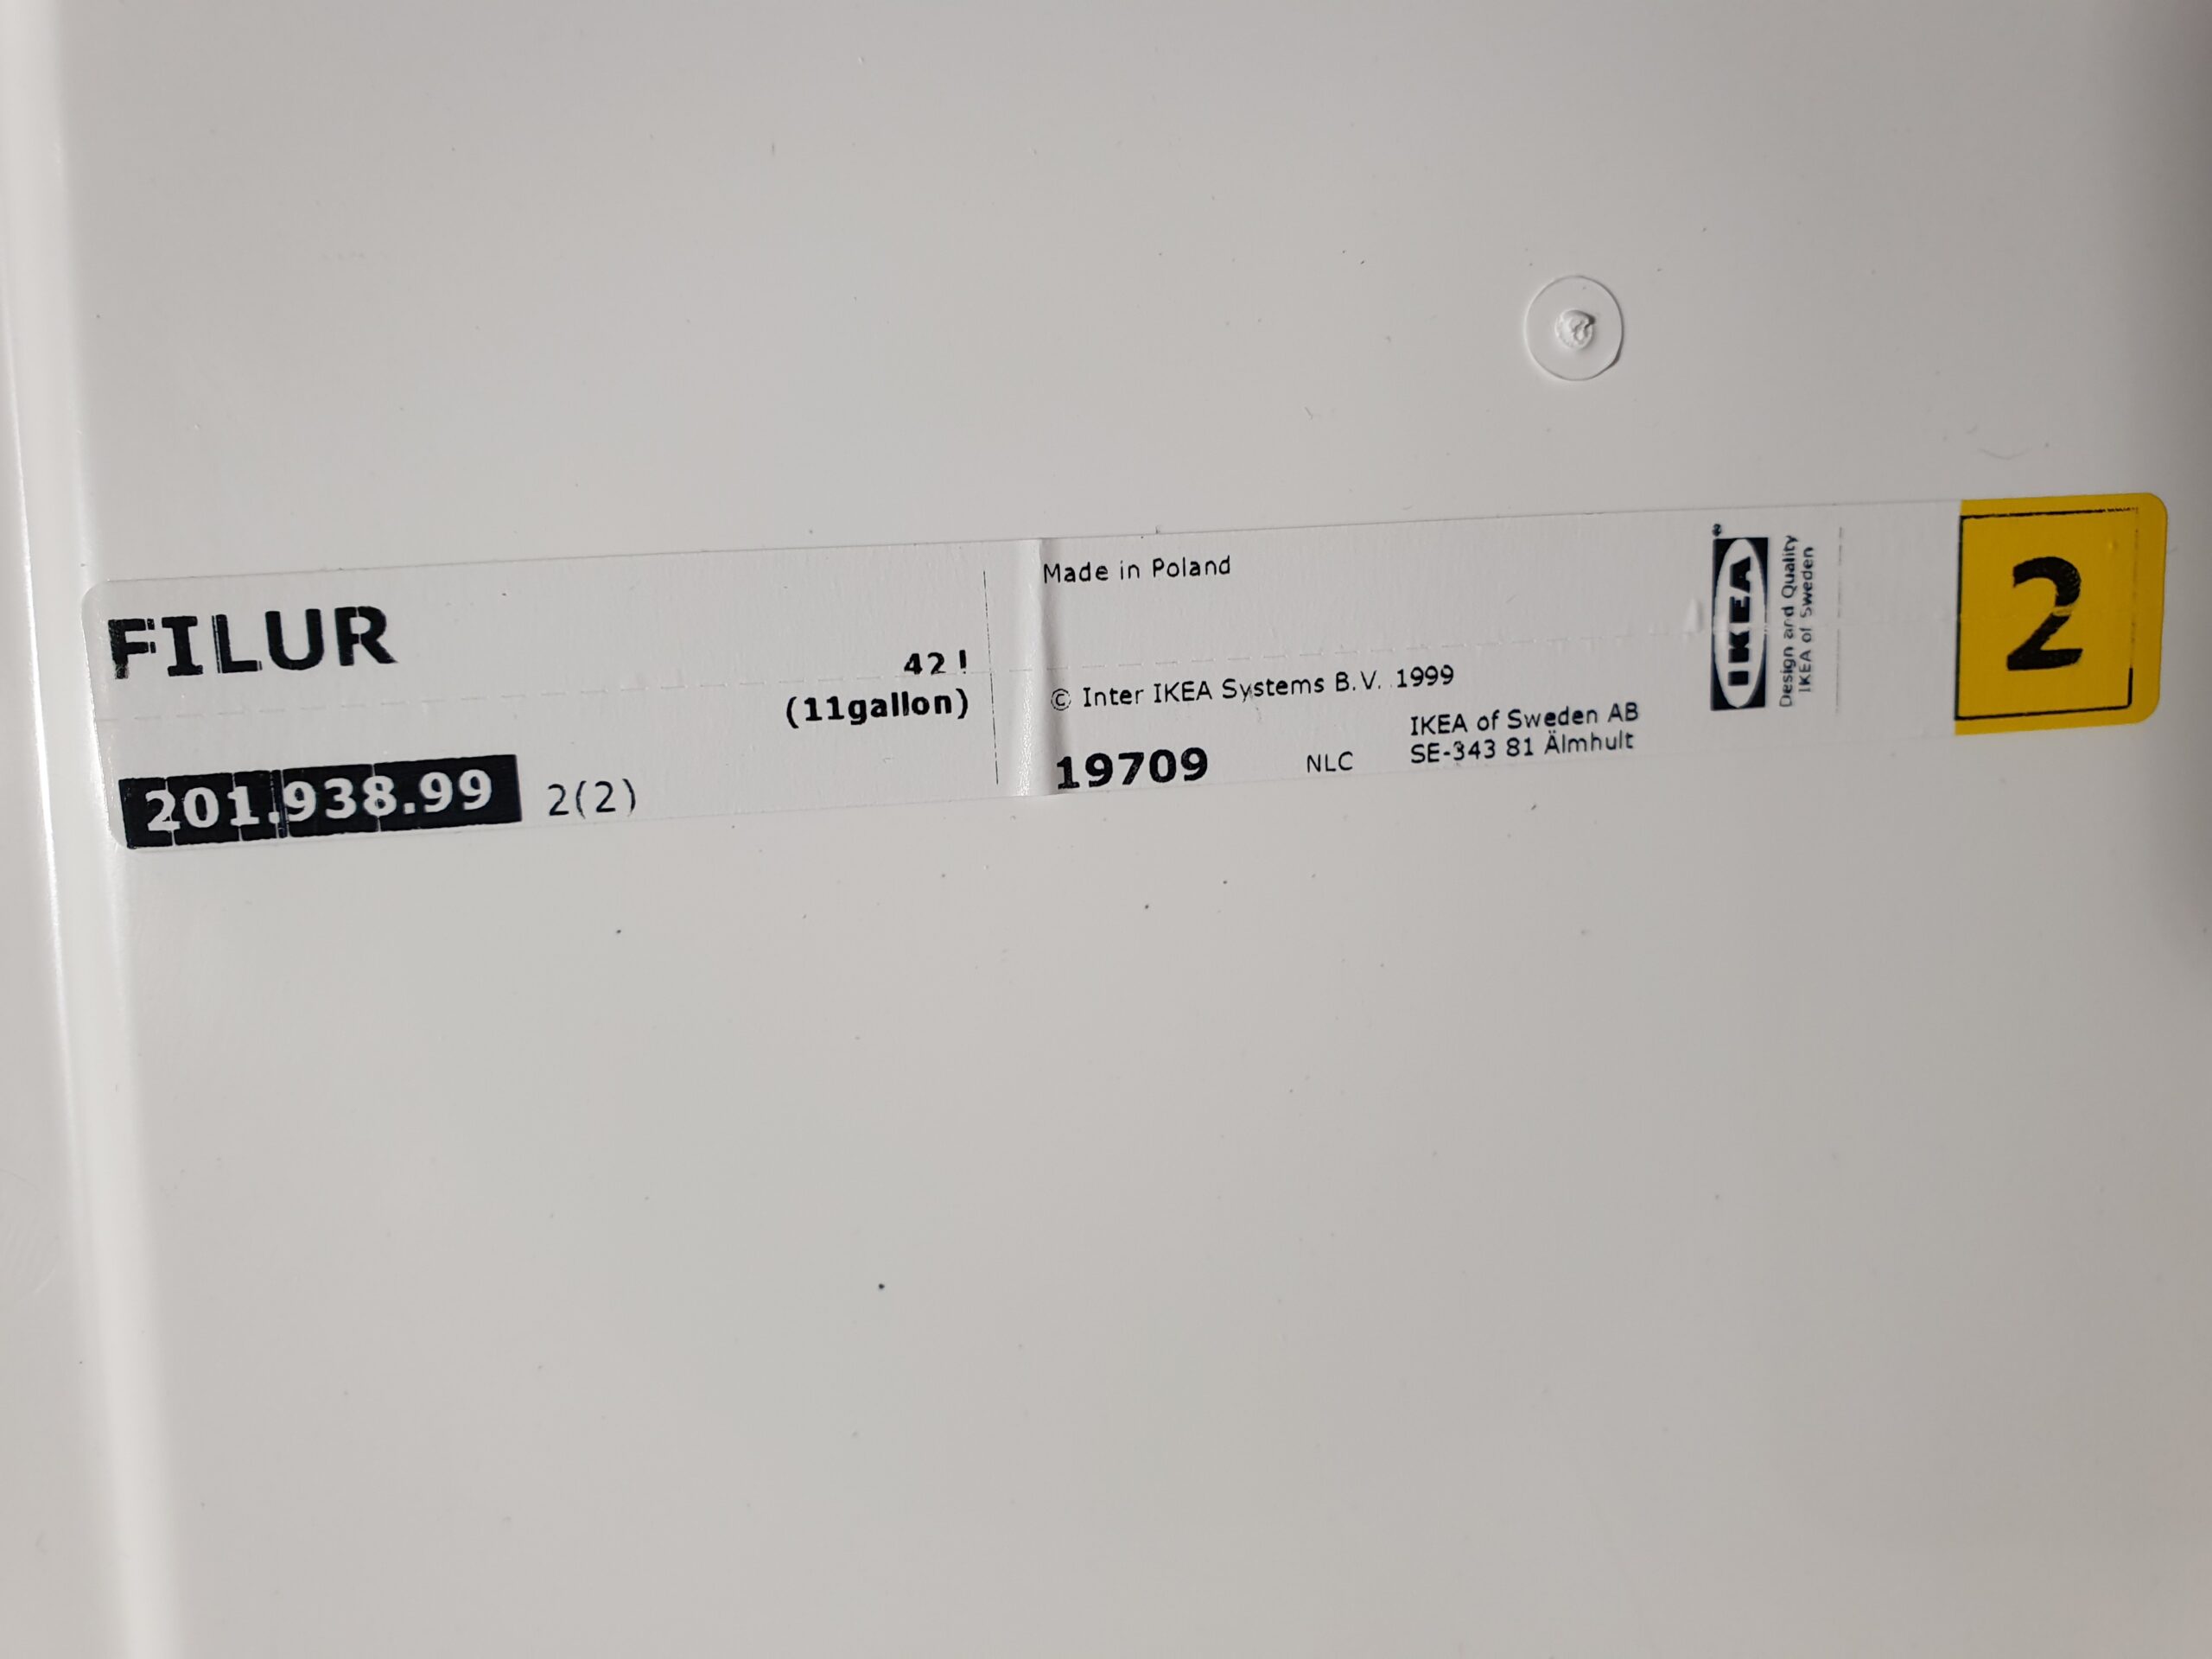 FILUR
42 l
(11gallon)
201.938.99 2(2)
Made in Poland
© Inter IKEA Systems B.V. 1999
19709 NLC
IKEA of Sweden AB
SE-343 81 Älmhult
IKEA®
Design and Quality
IKEA of Sweden
2